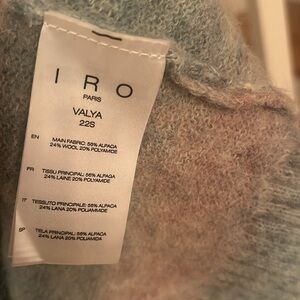 IRO
PARIS
VALYA
22S
EN MAIN FABRIC: 56% ALPACA
24% WOOL 20% POLYAMIDE
FR TISSU PRINCIPAL: 56% ALPAGA
24% LAINE 20% POLYAMIDE
IT TESSUTO PRINCIPALE: 56% ALPACA
24% LANA 20% POLIAMMIDE
SP TELA PRINCIPAL: 56% ALPACA
24% LANA 20% POLIAMIDA